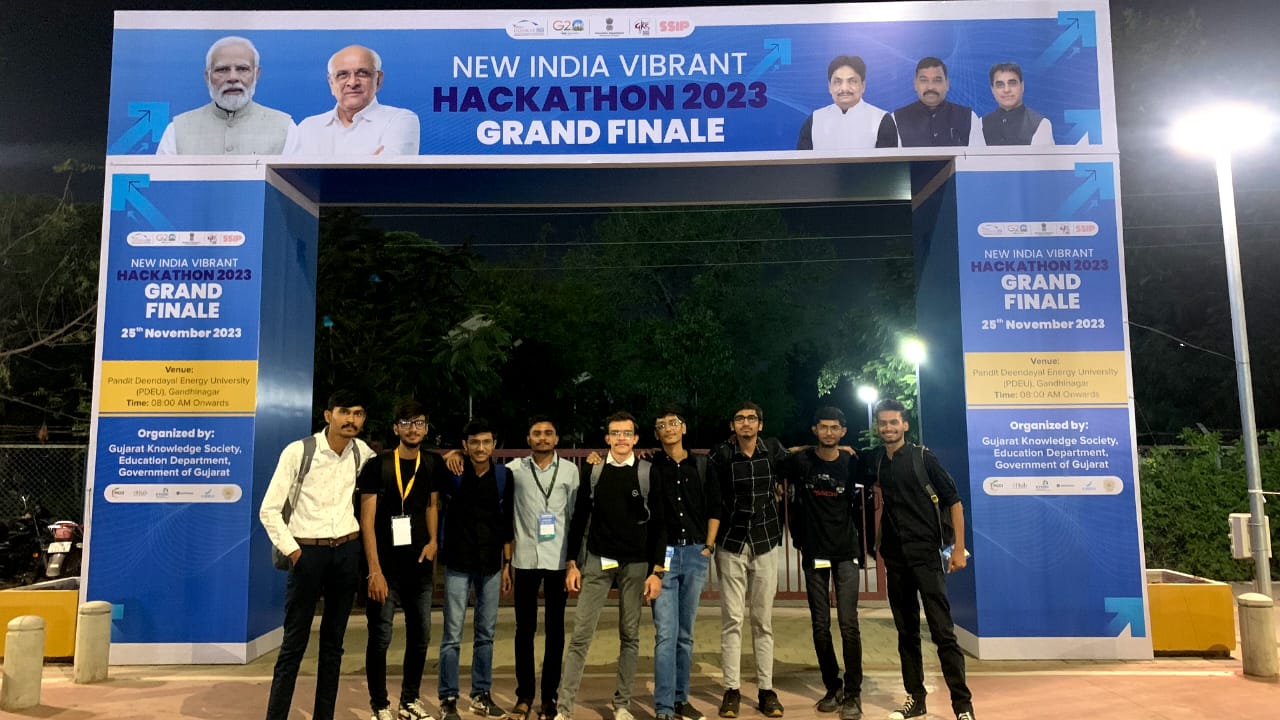 G20
SSIP
NEW INDIA VIBRANT
HACKATHON 2023
GRAND FINALE
SSIP
NEW INDIA VIBRANT
HACKATHON 2023
GRAND
FINALE
25th November 2023
Venue:
Pandit Deendayal Energy University
(PDEU), Gandhinagar
Time: 08:00 AM Onwards
Organized by:
Gujarat Knowledge Society,
Education Department,
Government of Gujarat
G20
SSIP
NEW INDIA VIBRANT
HACKATHON 2023
GRAND
FINALE
25th November 2023
Venue:
Pandit Deendayal Energy University
(PDEU), Gandhinagar
Time: 08:00 AM Onwards
Organized by:
Gujarat Knowledge Society,
Education Department,
Government of Gujarat